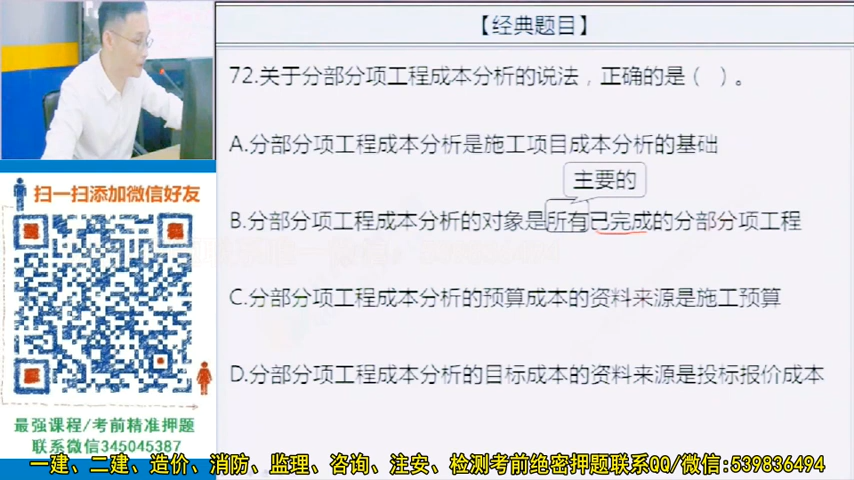 【经典题目】
72.关于分部分项工程成本分析的说法，正确的是（ ）。
A.分部分项工程成本分析是施工项目成本分析的基础
主要的
B.分部分项工程成本分析的对象是所有已完成的分部分项工程
C.分部分项工程成本分析的预算成本的资料来源是施工预算
D.分部分项工程成本分析的目标成本的资料来源是投标报价成本
扫一扫添加微信好友
最强课程/考前精准押题
联系微信345045387
一建、二建、造价、消防、监理、咨询、注安、检测考前绝密押题联系QQ/微信:539836494